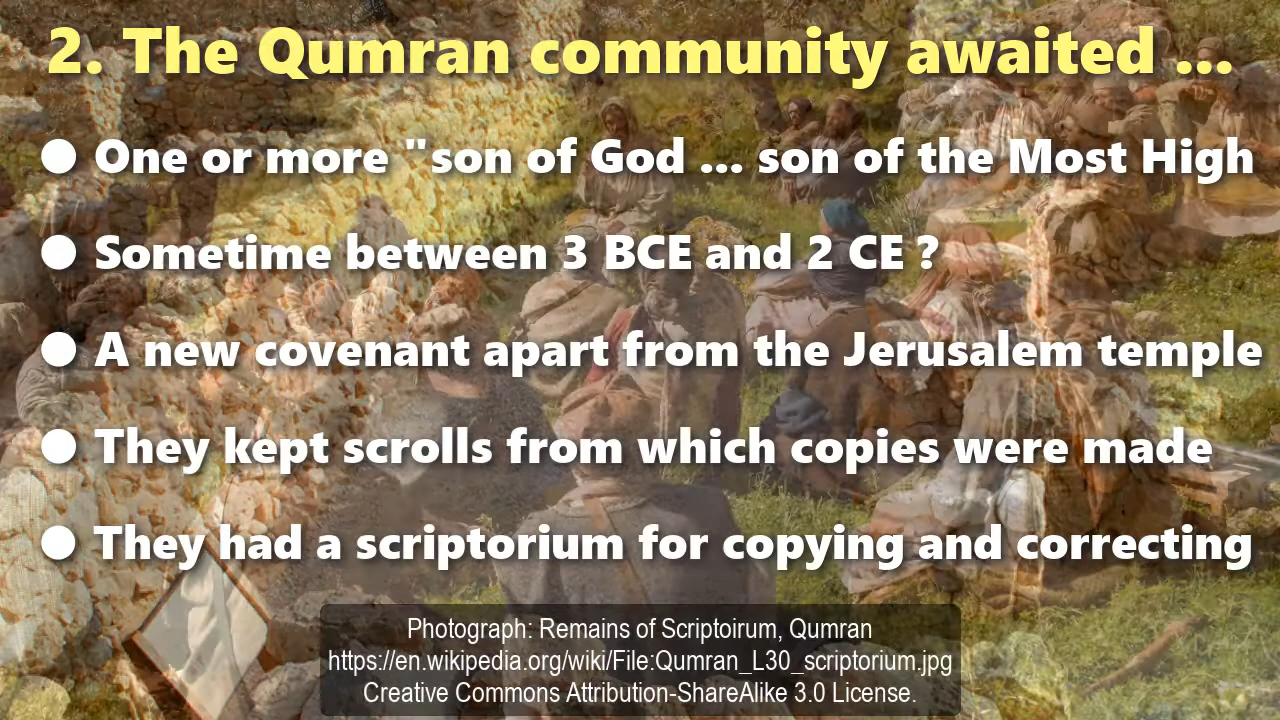 2. The Qumran community awaited ...
● One or more "son of God ... son of the Most High
● Sometime between 3 BCE and 2 CE ?
● A new covenant apart from the Jerusalem temple
● They kept scrolls from which copies were made
● They had a scriptorium for copying and correcting
Photograph: Remains of Scriptoirum, Qumran
https://en.wikipedia.org/wiki/File:Qumran_L30_scriptorium.jpg
Creative Commons Attribution-ShareAlike 3.0 License.